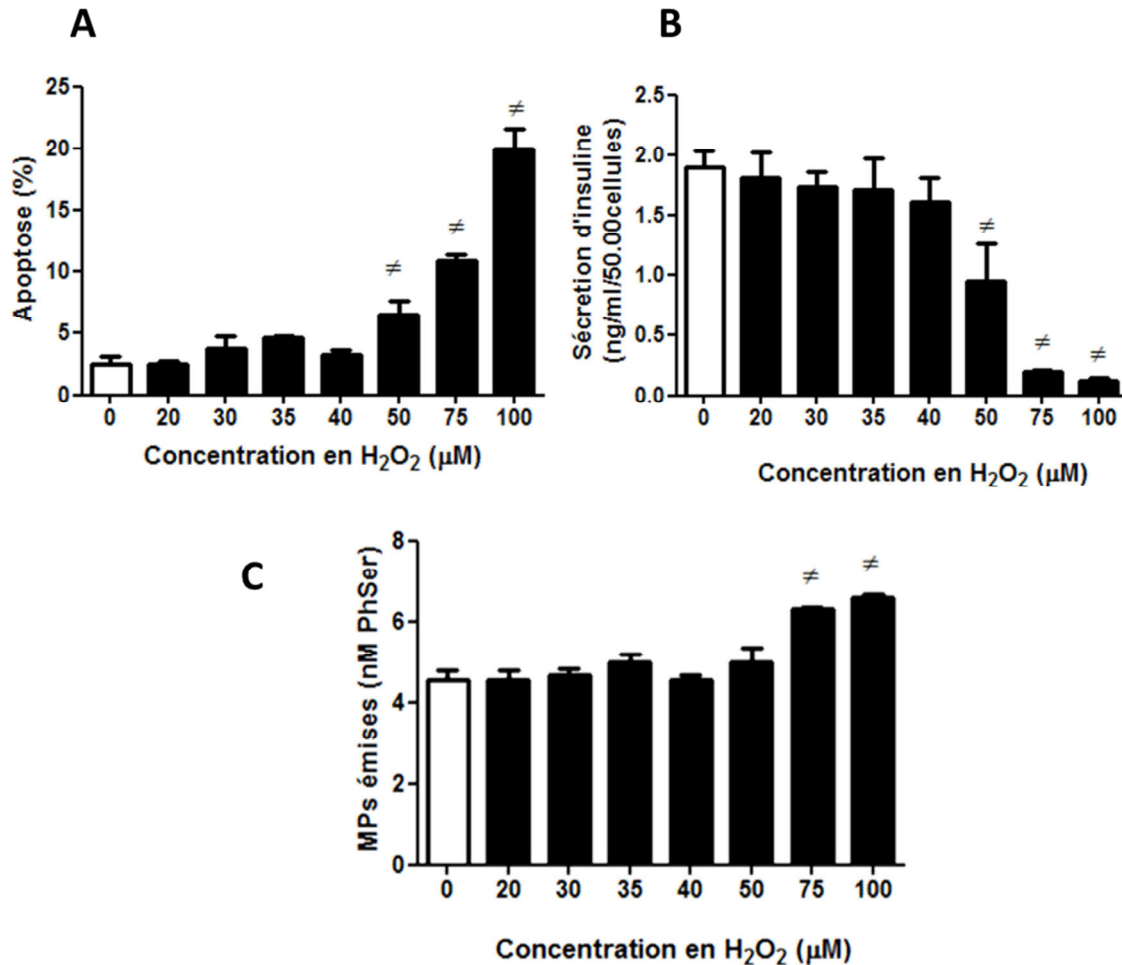 A
B
25
20
15
10
5
0
Apoptose (%)
≠
≠
≠
0 20 30 35 40 50 75 100
Concentration en H₂O₂ (µM)
2.5
2.0
1.5
1.0
0.5
0.0
Sécretion d'insuline
(ng/ml/50.00cellules)
≠
≠
≠
0 20 30 35 40 50 75 100
Concentration en H₂O₂ (µM)
C
8
6
4
2
0
MPs émises (nM PhSer)
≠
≠
0 20 30 35 40 50 75 100
Concentration en H₂O₂ (µM)